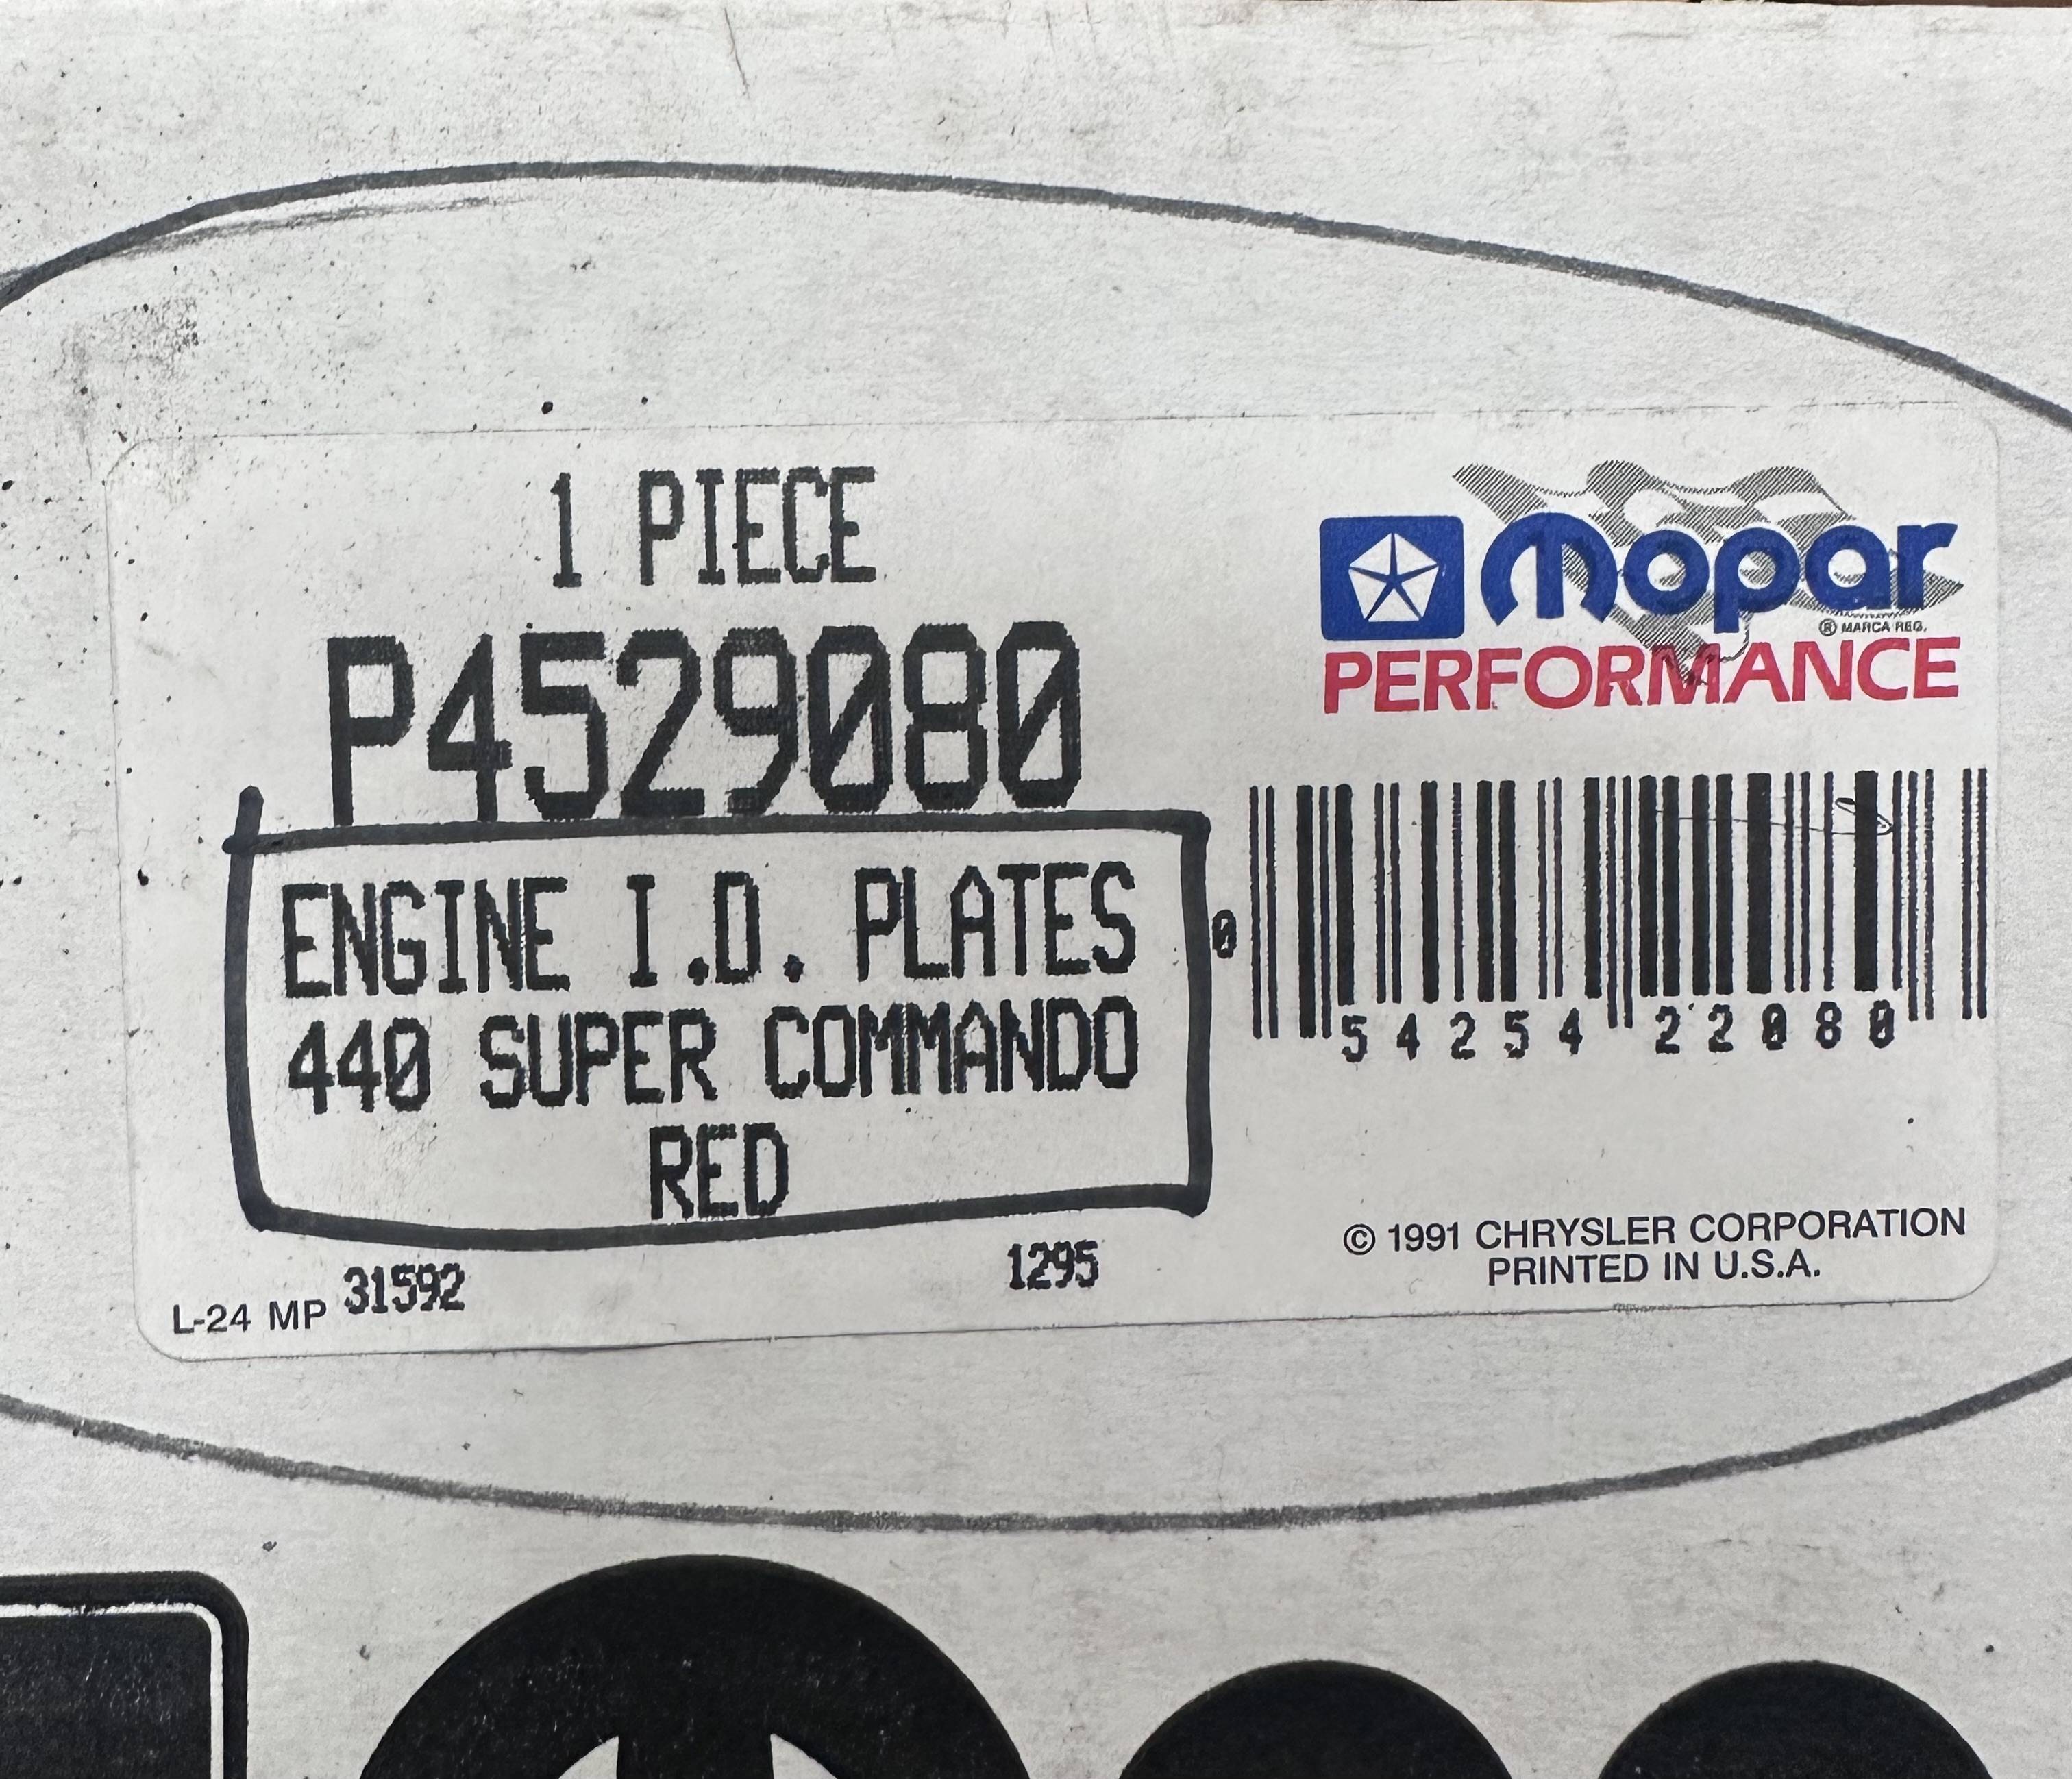 1 PIECE
P4529080
ENGINE I.D. PLATES
440 SUPER COMMANDO
RED
L-24 MP 31592
1295
Mopar
® MARCA REG.
PERFORMANCE
0 54254 22080
© 1991 CHRYSLER CORPORATION
PRINTED IN U.S.A.